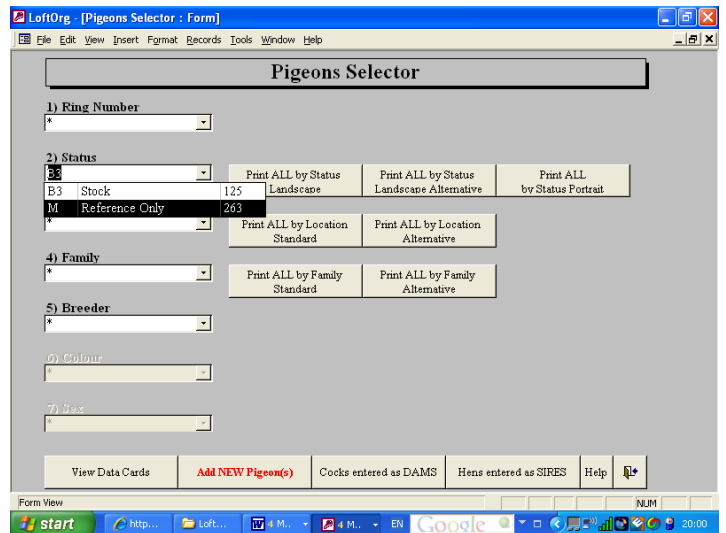 LoftOrg - [Pigeons Selector : Form]
File Edit View Insert Format Records Tools Window Help
Pigeons Selector
1) Ring Number
*
2) Status
B3
B3 Stock 125
M Reference Only 263
*
Print ALL by Status
Landscape
Print ALL by Status
Landscape Alternative
Print ALL
by Status Portrait
Print ALL by Location
Standard
Print ALL by Location
Alternative
4) Family
*
Print ALL by Family
Standard
Print ALL by Family
Alternative
5) Breeder
*
6) Colour
*
7) Sex
*
View Data Cards
Add NEW Pigeon(s)
Cocks entered as DAMS
Hens entered as SIRES
Help
Form View
NUM
start
http...
Loft...
4 M..
4 M..
EN
Google
20:00